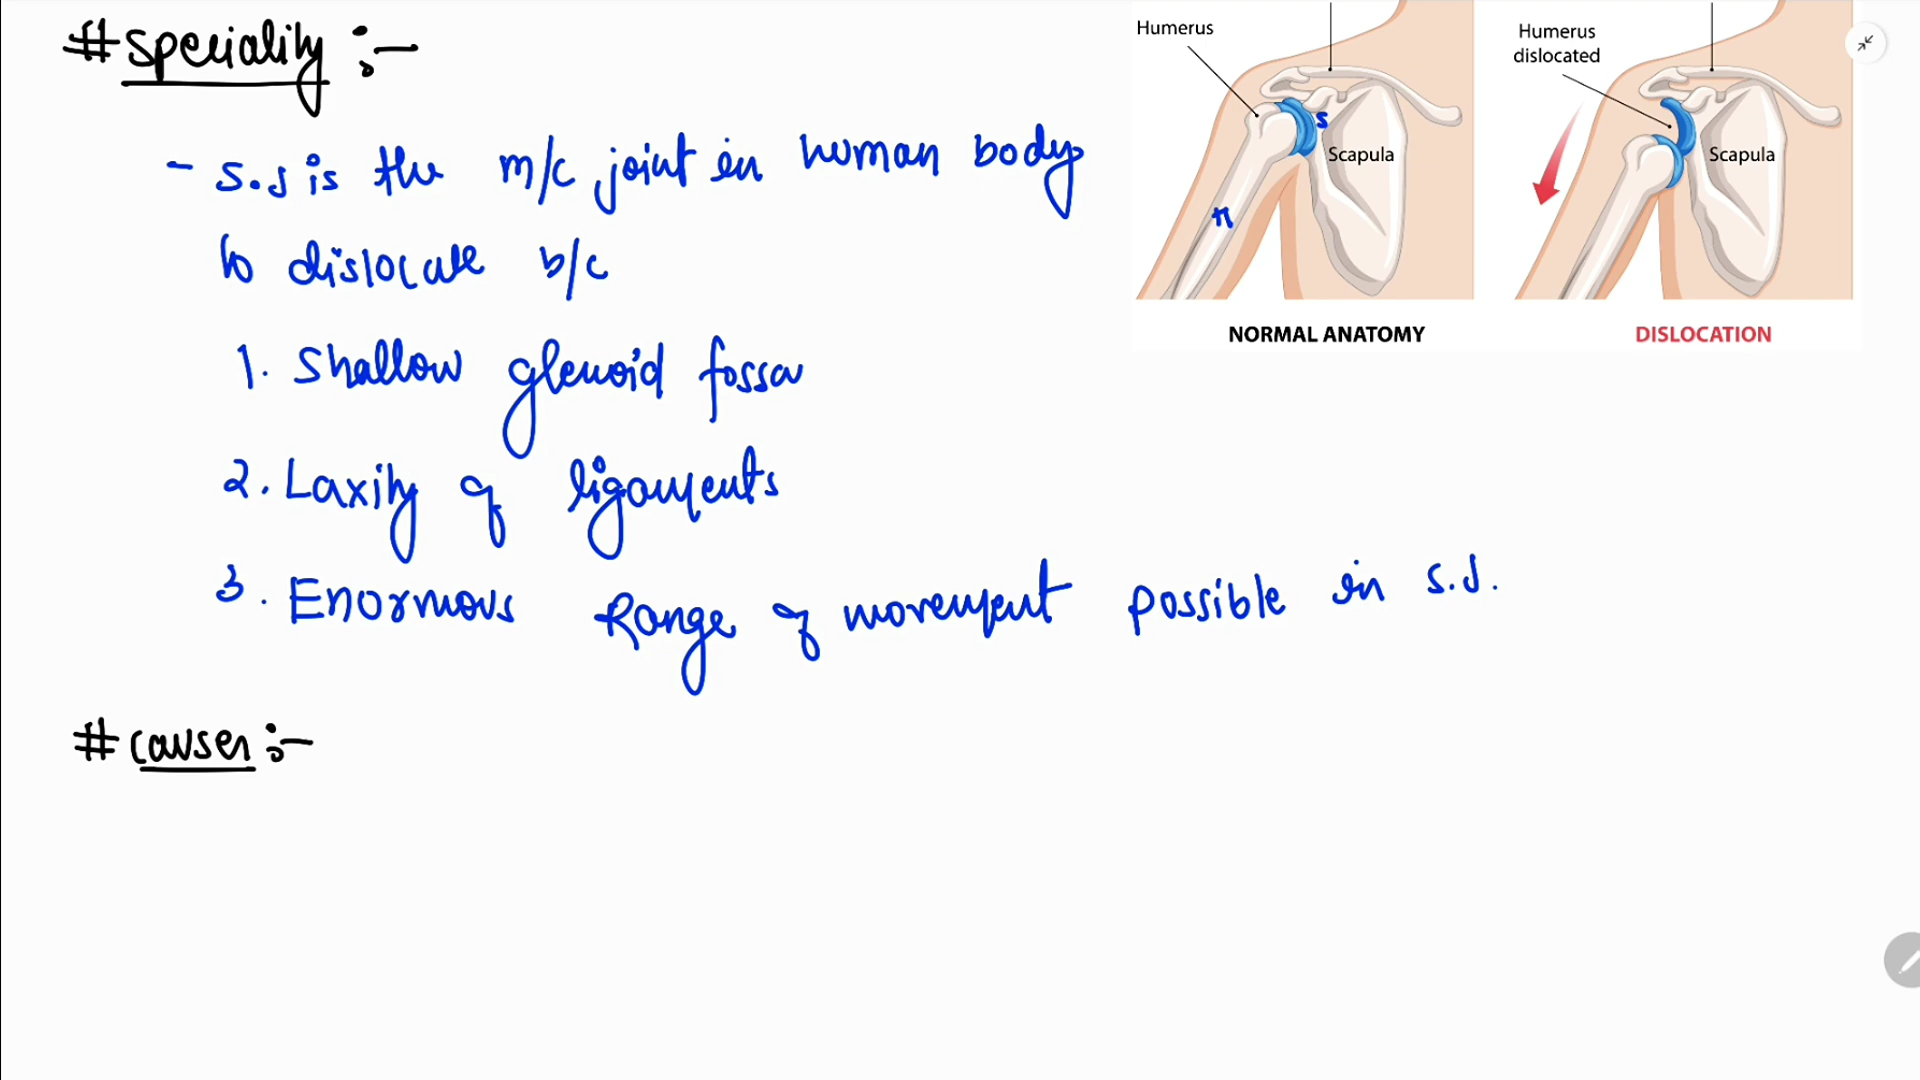 #speciality :-
Humerus
Humerus
dislocated
- S.J is the m/c joint in human body
to dislocate b/c
S
Scapula
Scapula
H
NORMAL ANATOMY
DISLOCATION
1. Shallow glenoid fossa
2. Laxity of ligaments
3. Enormous Range of movement possible in S.J.
#causes :-